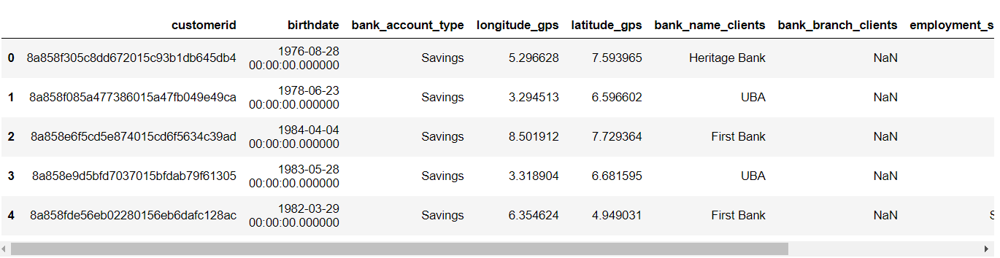 customerid birthdate bank_account_type longitude_gps latitude_gps bank_name_clients bank_branch_clients employment_s
0 8a858f305c8dd672015c93b1db645db4 1976-08-28 00:00:00.000000 Savings 5.296628 7.593965 Heritage Bank NaN
1 8a858f085a477386015a47fb049e49ca 1978-06-23 00:00:00.000000 Savings 3.294513 6.596602 UBA NaN
2 8a858e6f5cd5e874015cd6f5634c39ad 1984-04-04 00:00:00.000000 Savings 8.501912 7.729364 First Bank NaN
3 8a858e9d5bfd7037015bfdab79f61305 1983-05-28 00:00:00.000000 Savings 3.318904 6.681595 UBA NaN
4 8a858fde56eb02280156eb6dafc128ac 1982-03-29 00:00:00.000000 Savings 6.354624 4.949031 First Bank NaN S